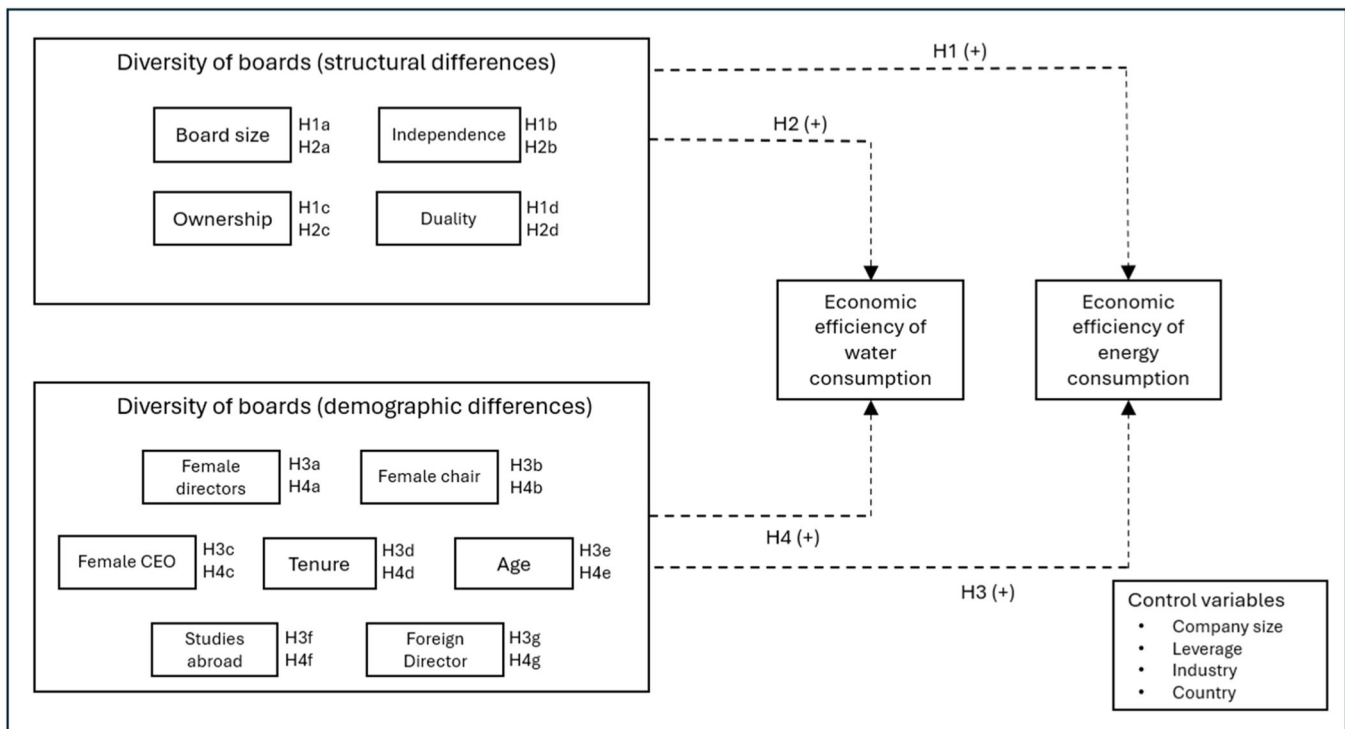 Diversity of boards (structural differences)
Board size
H1a
H2a
Independence
H1b
H2b
Ownership
H1c
H2c
Duality
H1d
H2d
H1 (+)
H2 (+)
Economic
efficiency of
water
consumption
Economic
efficiency of
energy
consumption
Diversity of boards (demographic differences)
Female
directors
H3a
H4a
Female chair
H3b
H4b
Female CEO
H3c
H4c
Tenure
H3d
H4d
Age
H3e
H4e
Studies
abroad
H3f
H4f
Foreign
Director
H3g
H4g
H4 (+)
H3 (+)
Control variables
• Company size
• Leverage
• Industry
• Country